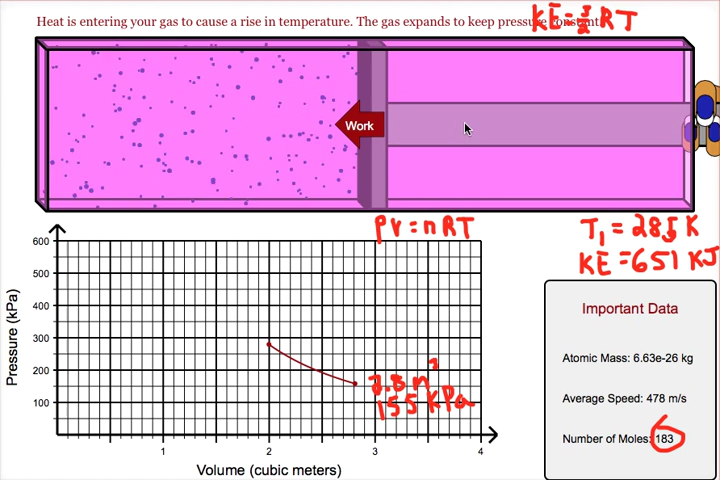 Heat is entering your gas to cause a rise in temperature. The gas expands to keep pressure constant
KE = 3/2 RT
Work
PV = nRT
T1 = 285 K
KE = 651 KJ
600
500
400
300
200
100
Pressure (kPa)
2.8 m3
155 kPa
1
2
3
4
Volume (cubic meters)
Important Data
Atomic Mass: 6.63e-26 kg
Average Speed: 478 m/s
Number of Moles: 183